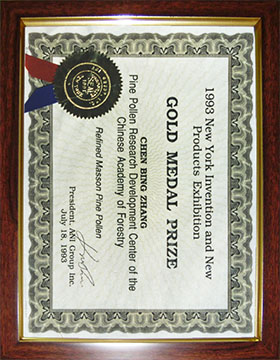 1993 New York Invention and New
Products Exhibition
GOLD MEDAL PRIZE
CHEN BING ZHANG
Pine Pollen Research Development Center of the
Chinese Academy of Forestry
Refined Masson Pine Pollen
President, ANI Group Inc.
July 18, 1993